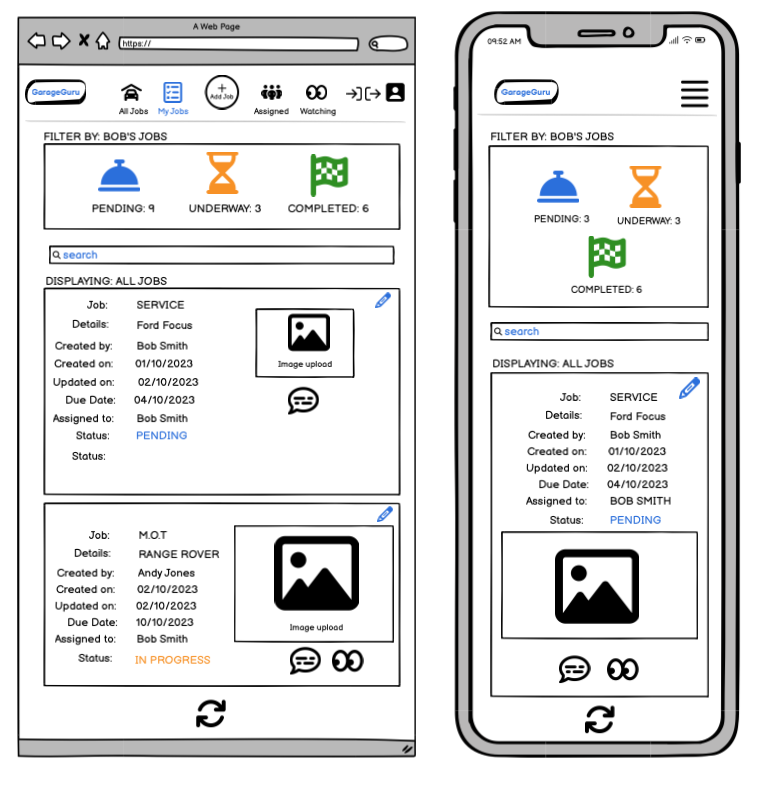 A Web Page
https://
GarageGuru
All Jobs
My Jobs
Add Job
Assigned
Watching
FILTER BY: BOB'S JOBS
PENDING: 9
UNDERWAY: 3
COMPLETED: 6
search
DISPLAYING: ALL JOBS
Job: SERVICE
Details: Ford Focus
Created by: Bob Smith
Created on: 01/10/2023
Updated on: 02/10/2023
Due Date: 04/10/2023
Assigned to: Bob Smith
Status: PENDING
Status:
Image upload
Job: M.O.T
Details: RANGE ROVER
Created by: Andy Jones
Created on: 02/10/2023
Updated on: 02/10/2023
Due Date: 10/10/2023
Assigned to: Bob Smith
Status: IN PROGRESS
Image upload
09:52 AM
GarageGuru
FILTER BY: BOB'S JOBS
PENDING: 3
UNDERWAY: 3
COMPLETED: 6
search
DISPLAYING: ALL JOBS
Job: SERVICE
Details: Ford Focus
Created by: Bob Smith
Created on: 01/10/2023
Updated on: 02/10/2023
Due Date: 04/10/2023
Assigned to: BOB SMITH
Status: PENDING